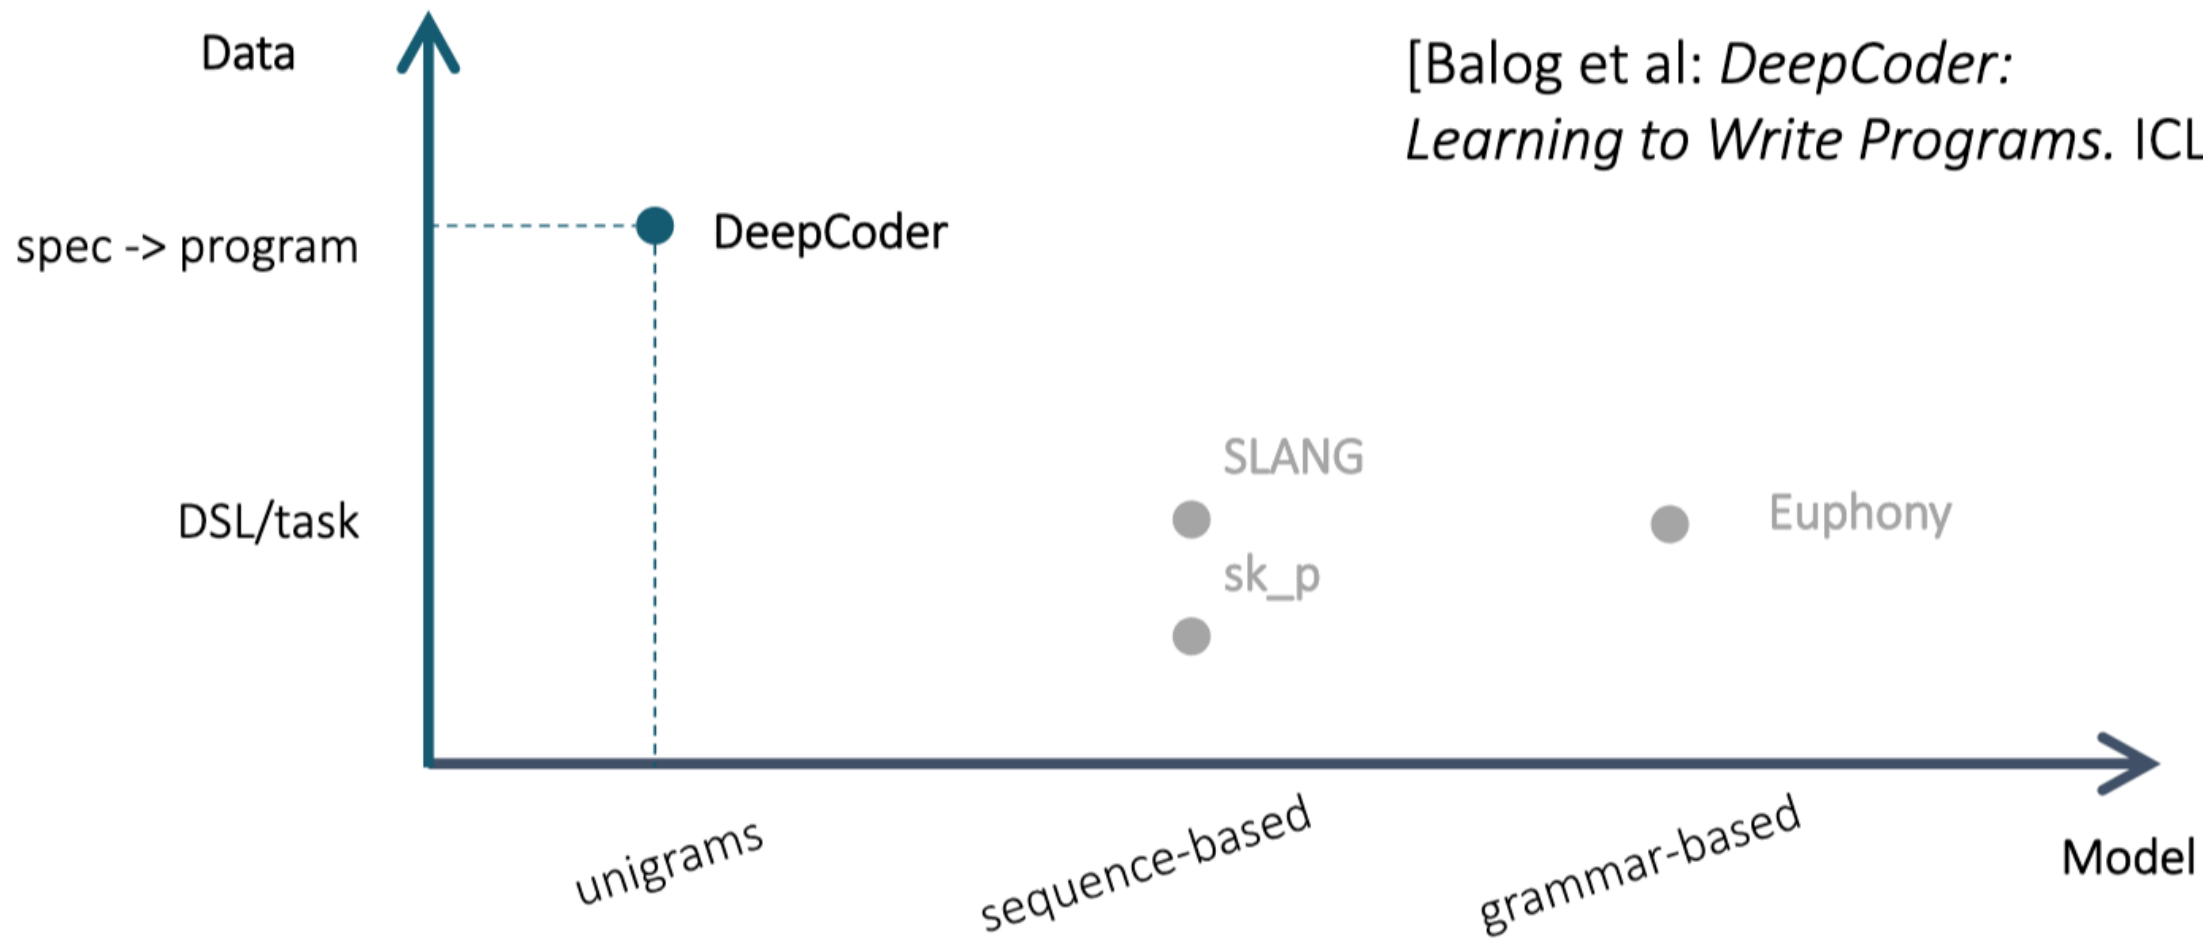 Data
[Balog et al: DeepCoder:
Learning to Write Programs. ICL
spec -> program
DeepCoder
SLANG
DSL/task
Euphony
sk_p
unigrams
sequence-based
grammar-based
Model